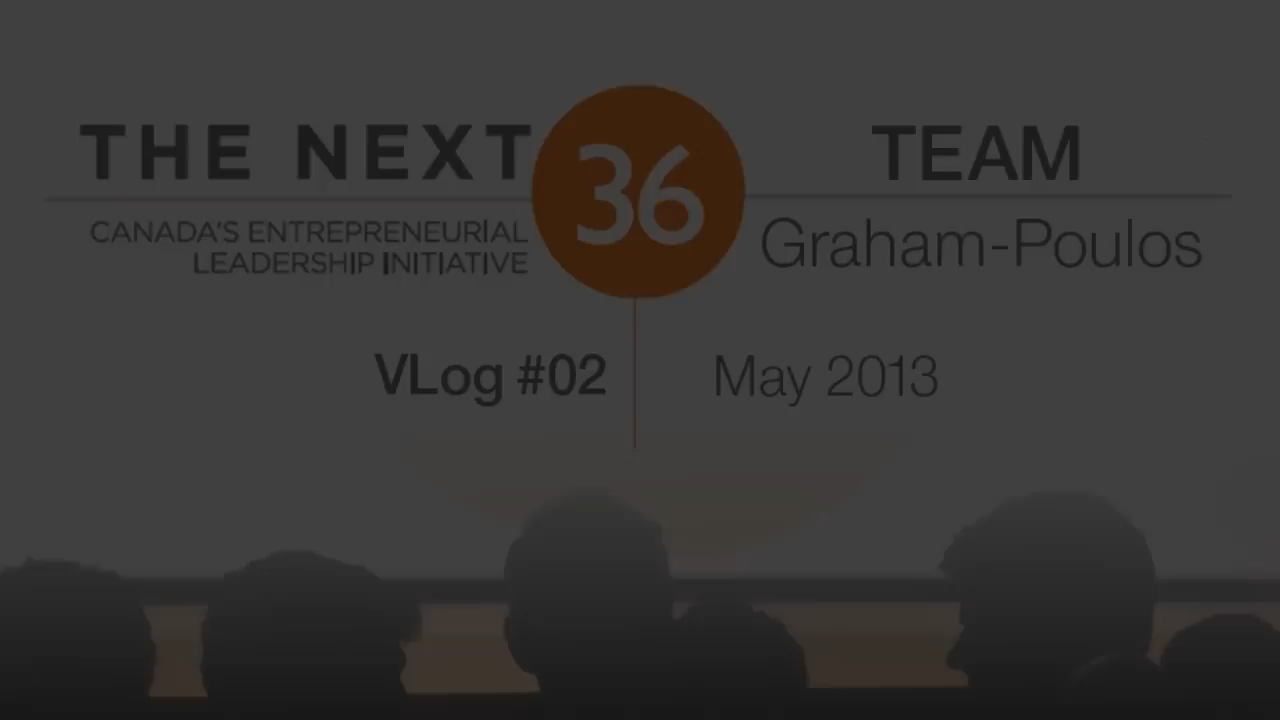 THE NEXT 36 TEAM
CANADA'S ENTREPRENEURIAL
LEADERSHIP INITIATIVE
Graham-Poulos
VLog #02 May 2013